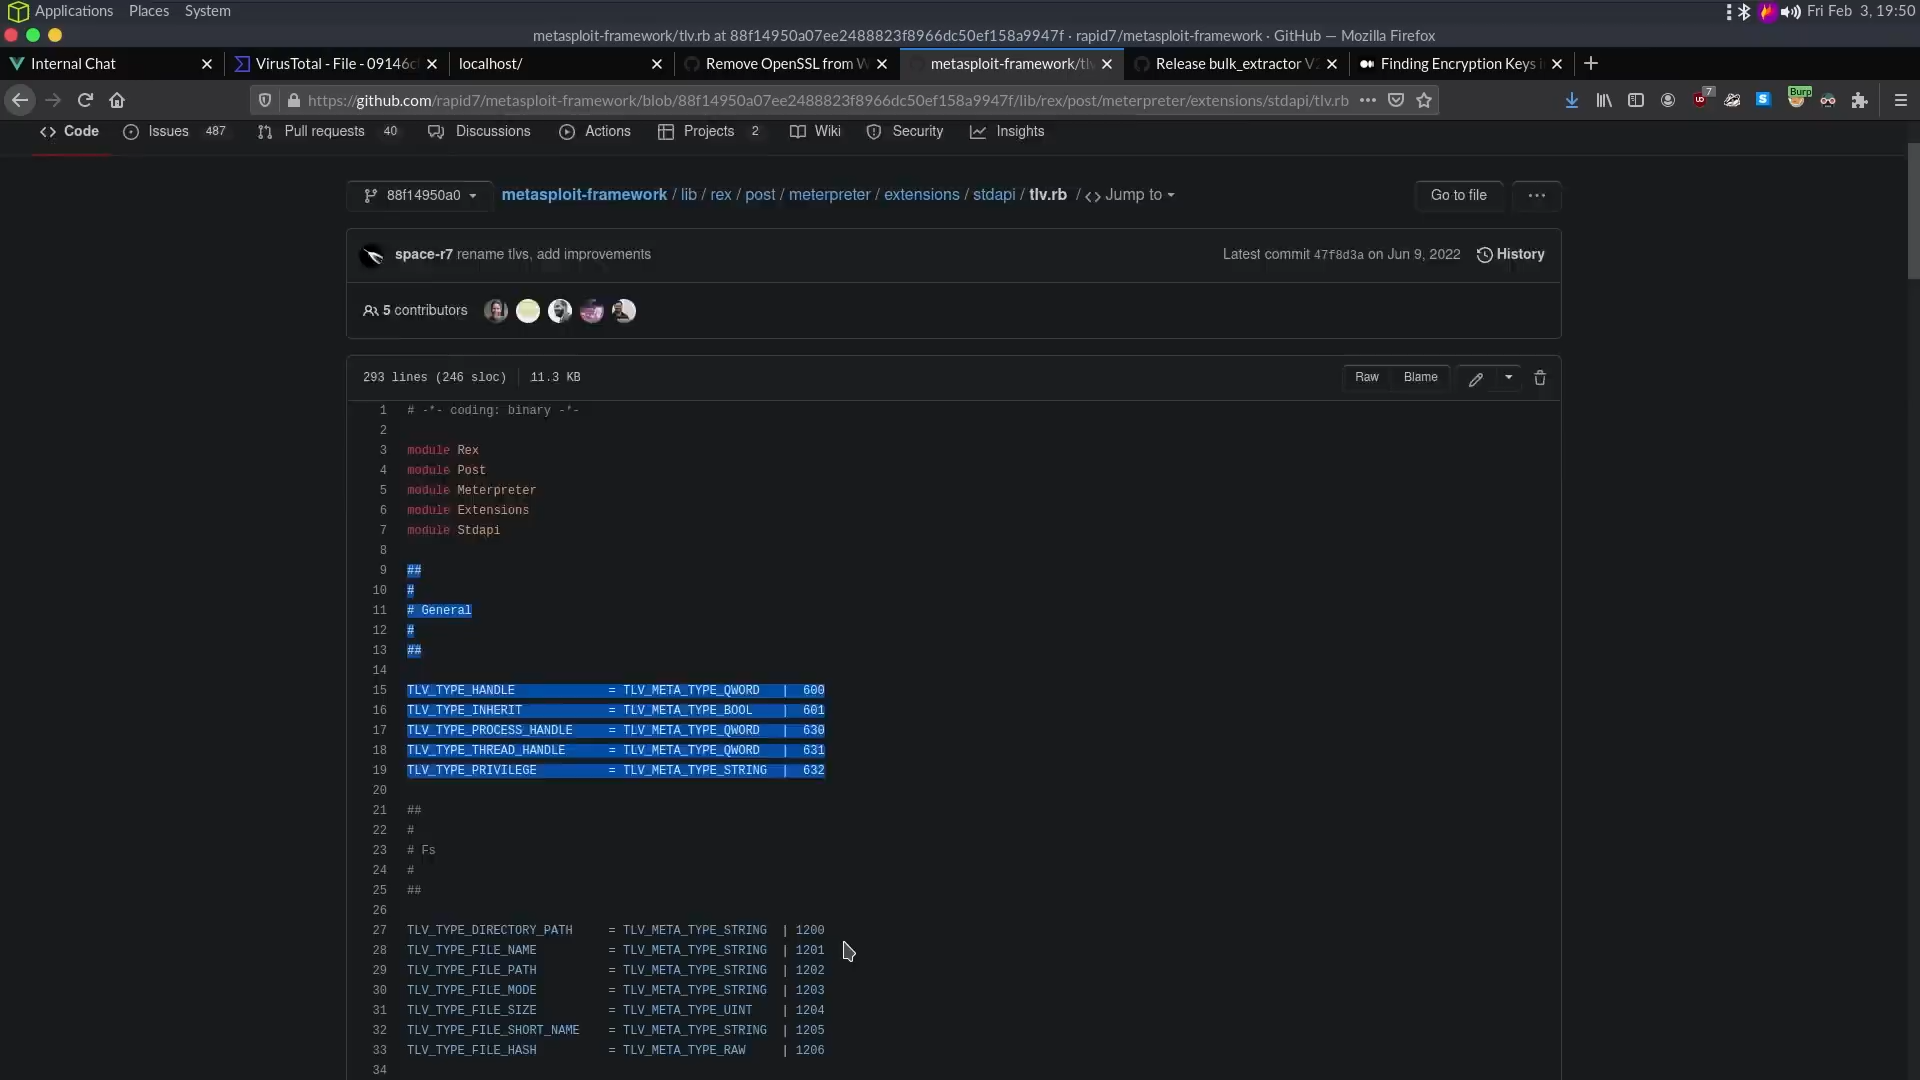 Applications Places System Fri Feb 3, 19:50
metasploit-framework/tlv.rb at 88f14950a07ee2488823f8966dc50ef158a9947f · rapid7/metasploit-framework · GitHub — Mozilla Firefox
Internal Chat VirusTotal - File - 09146c localhost/ Remove OpenSSL from W metasploit-framework/tlv Release bulk_extractor V Finding Encryption Keys i
https://github.com/rapid7/metasploit-framework/blob/88f14950a07ee2488823f8966dc50ef158a9947f/lib/rex/post/meterpreter/extensions/stdapi/tlv.rb 7 Burp
Code Issues 487 Pull requests 40 Discussions Actions Projects 2 Wiki Security Insights
88f14950a0 metasploit-framework / lib / rex / post / meterpreter / extensions / stdapi / tlv.rb / <> Jump to Go to file ...
space-r7 rename tlvs, add improvements Latest commit 47f8d3a on Jun 9, 2022 History
5 contributors
293 lines (246 sloc) 11.3 KB Raw Blame
1 # -*- coding: binary -*-
2
3 module Rex
4 module Post
5 module Meterpreter
6 module Extensions
7 module Stdapi
8
9 ##
10 #
11 # General
12 #
13 ##
14
15 TLV_TYPE_HANDLE = TLV_META_TYPE_QWORD | 600
16 TLV_TYPE_INHERIT = TLV_META_TYPE_BOOL | 601
17 TLV_TYPE_PROCESS_HANDLE = TLV_META_TYPE_QWORD | 630
18 TLV_TYPE_THREAD_HANDLE = TLV_META_TYPE_QWORD | 631
19 TLV_TYPE_PRIVILEGE = TLV_META_TYPE_STRING | 632
20
21 ##
22 #
23 # Fs
24 #
25 ##
26
27 TLV_TYPE_DIRECTORY_PATH = TLV_META_TYPE_STRING | 1200
28 TLV_TYPE_FILE_NAME = TLV_META_TYPE_STRING | 1201
29 TLV_TYPE_FILE_PATH = TLV_META_TYPE_STRING | 1202
30 TLV_TYPE_FILE_MODE = TLV_META_TYPE_STRING | 1203
31 TLV_TYPE_FILE_SIZE = TLV_META_TYPE_UINT | 1204
32 TLV_TYPE_FILE_SHORT_NAME = TLV_META_TYPE_STRING | 1205
33 TLV_TYPE_FILE_HASH = TLV_META_TYPE_RAW | 1206
34